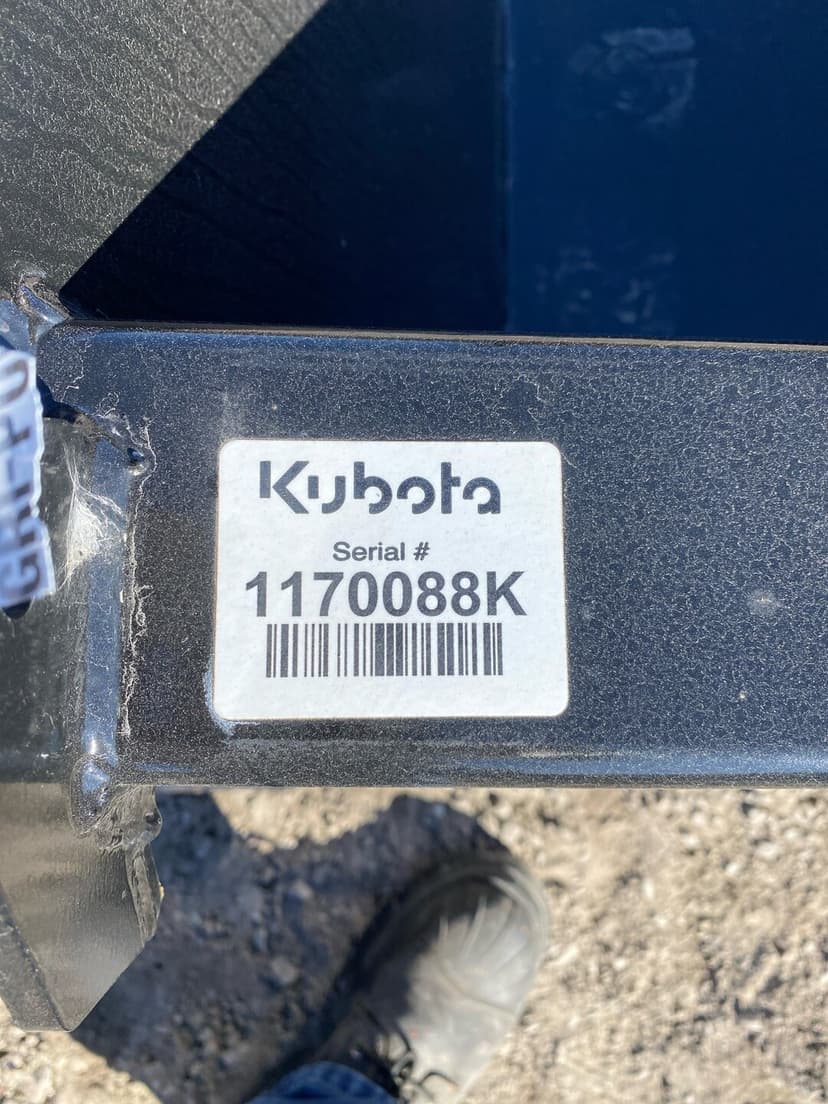 Kubota
Serial #
1170088K